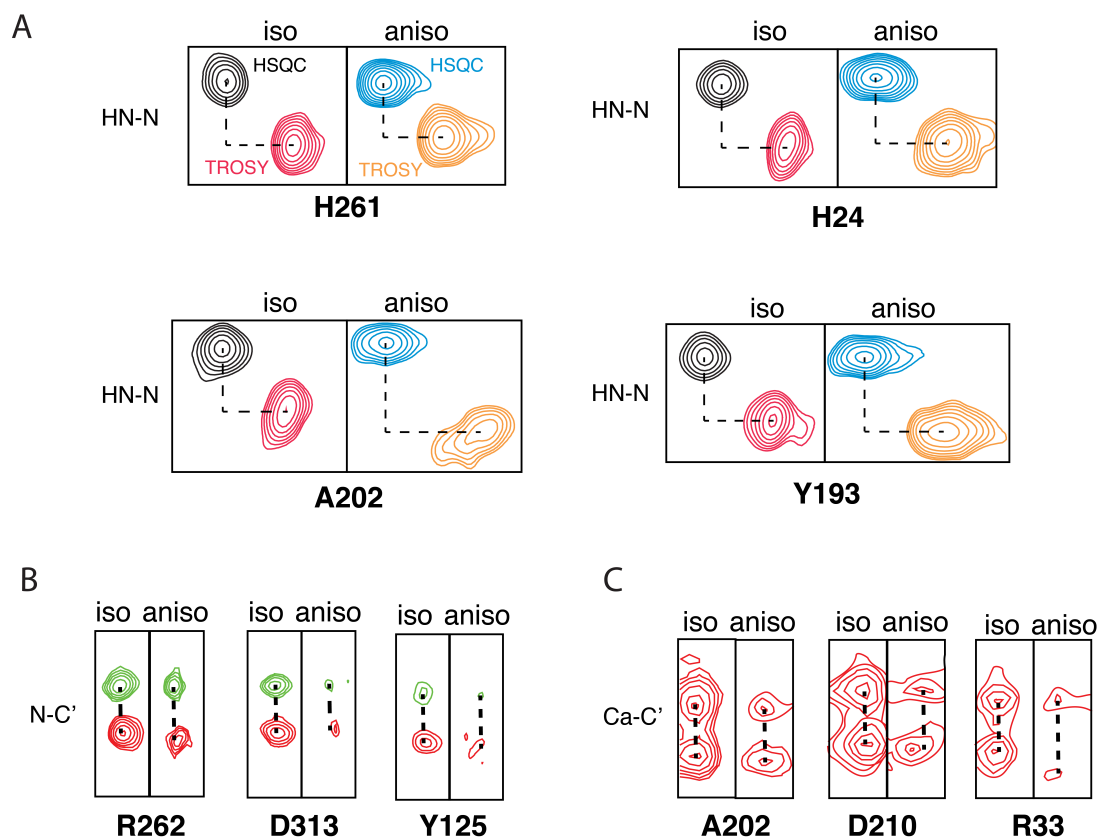 A
iso aniso
HSQC HSQC
HN-N
TROSY TROSY
H261
iso aniso
HN-N
H24
iso aniso
HN-N
A202
iso aniso
HN-N
Y193
B
iso aniso
N-C'
R262
iso aniso
D313
iso aniso
Y125
C
iso aniso
Ca-C'
A202
iso aniso
D210
iso aniso
R33